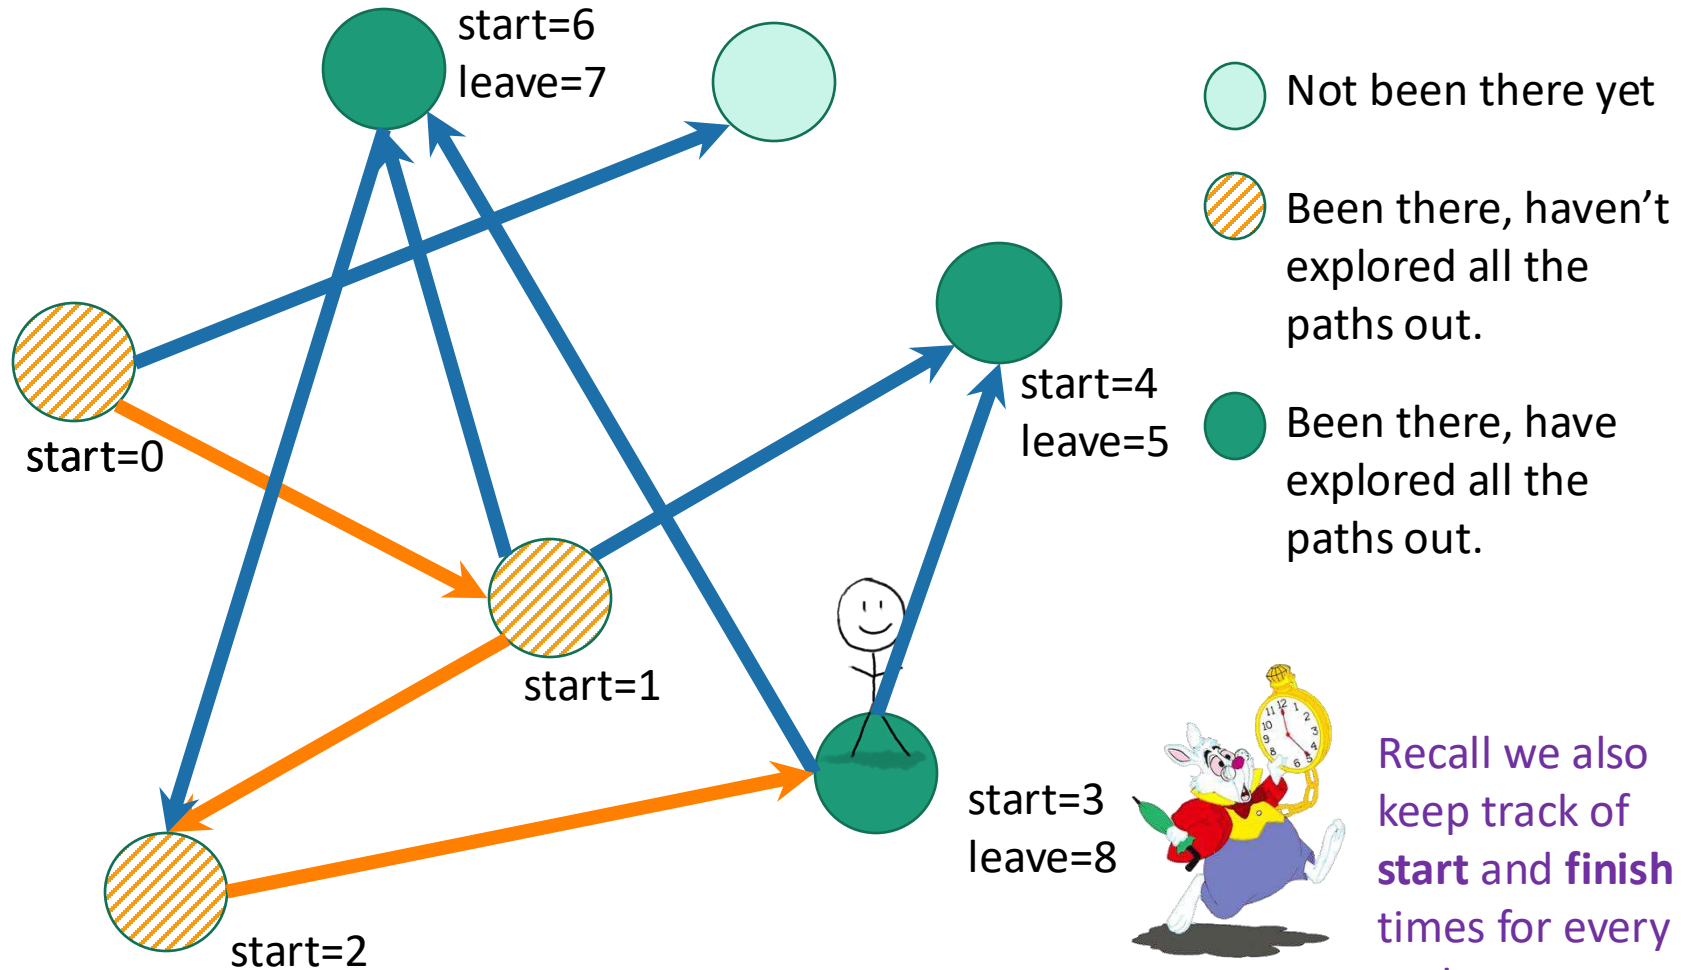 start=6
leave=7
Not been there yet
Been there, haven't
explored all the
paths out.
start=4
leave=5
Been there, have
explored all the
paths out.
start=0
start=1
start=3
leave=8
start=2
Recall we also
keep track of
start and finish
times for every